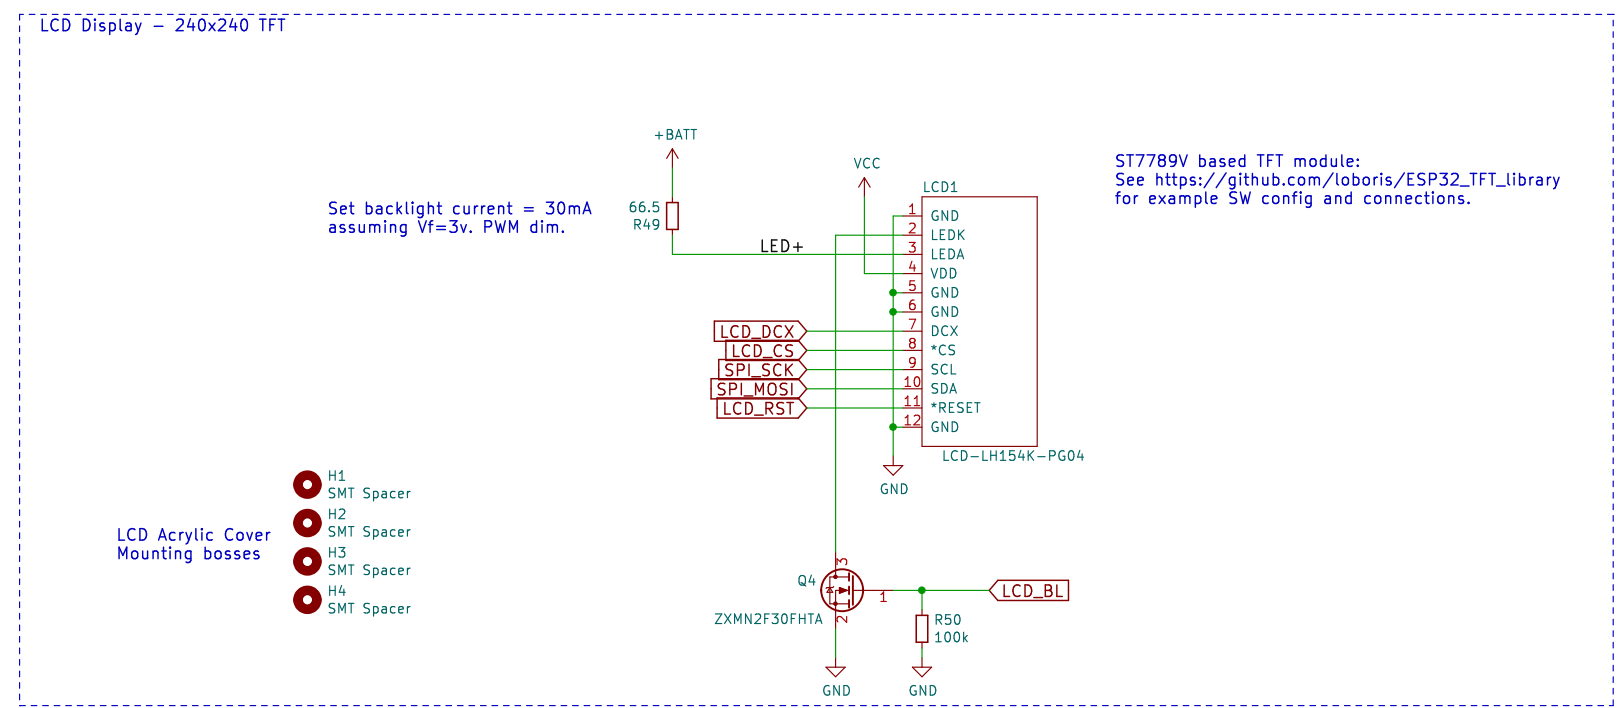 LCD Display - 240x240 TFT
+BATT
VCC
ST7789V based TFT module:
See https://github.com/loboris/ESP32_TFT_library
for example SW config and connections.
Set backlight current = 30mA
assuming Vf=3v. PWM dim.
66.5
R49
LED+
LCD1
1 GND
2 LEDK
3 LEDA
4 VDD
5 GND
6 GND
LCD_DCX 7 DCX
LCD_CS 8 *CS
SPI_SCK 9 SCL
SPI_MOSI 10 SDA
LCD_RST 11 *RESET
12 GND
LCD-LH154K-PG04
GND
H1
SMT Spacer
H2
SMT Spacer
H3
SMT Spacer
H4
SMT Spacer
LCD Acrylic Cover
Mounting bosses
3
Q4
1
LCD_BL
ZXMN2F30FHTA
2
R50
100k
GND
GND